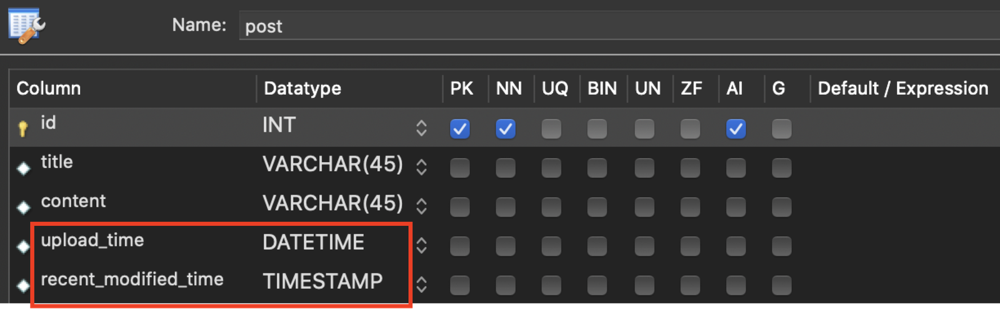 Name: post
Column Datatype PK NN UQ BIN UN ZF AI G Default / Expression
id INT
title VARCHAR(45)
content VARCHAR(45)
upload_time DATETIME
recent_modified_time TIMESTAMP